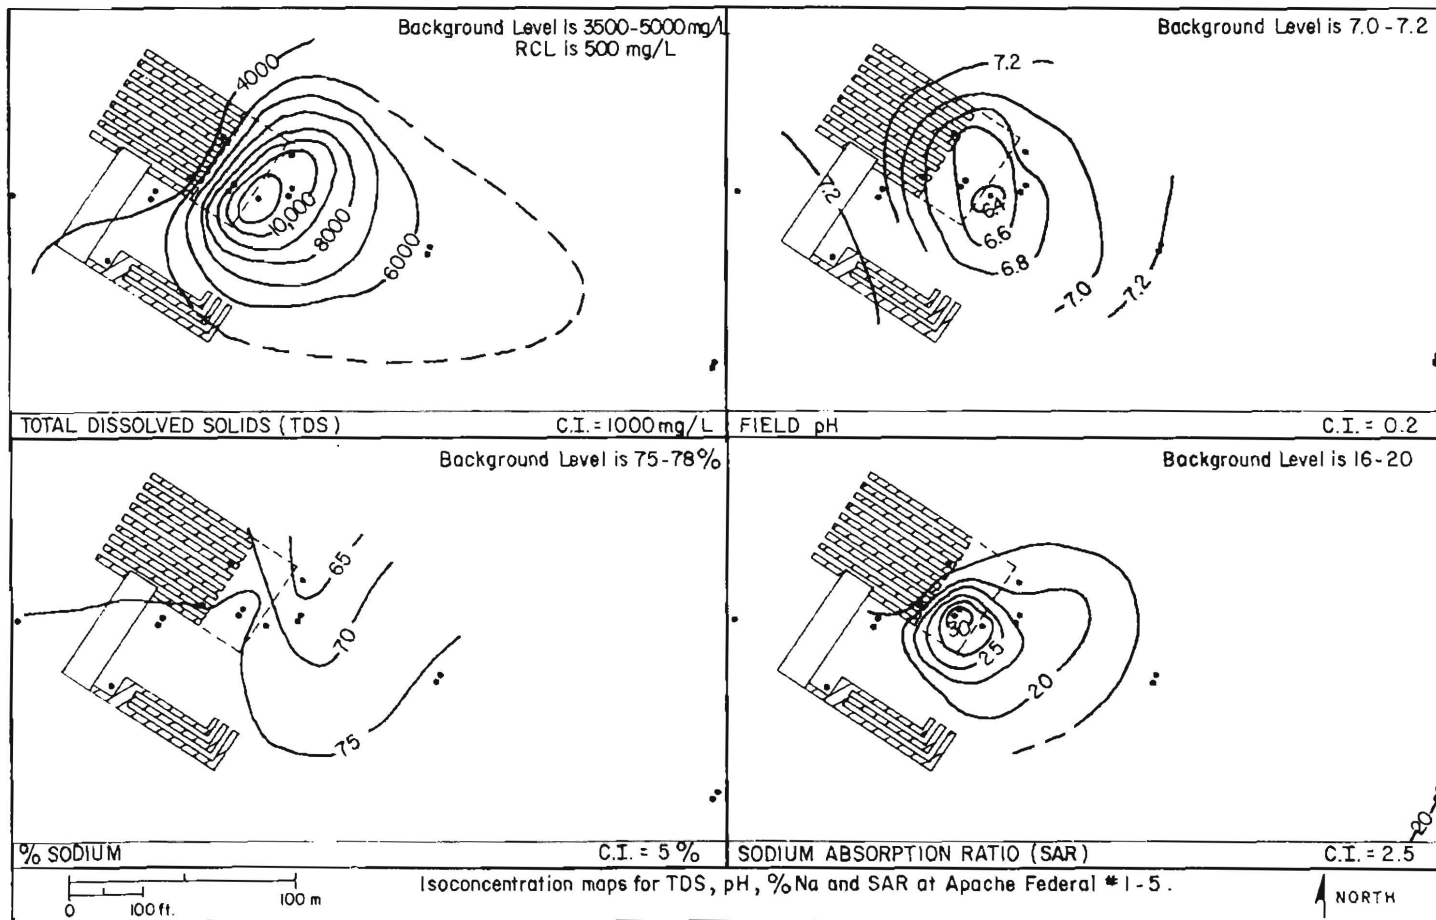 Background Level is 3500-5000mg/L
RCL is 500 mg/L
4000
10,000
8000
6000
TOTAL DISSOLVED SOLIDS (TDS) C.I. = 1000 mg/L
Background Level is 7.0-7.2
7.2
7.2
6.4
6.6
6.8
7.0
7.2
FIELD pH C.I. = 0.2
Background Level is 75-78%
65
70
75
% SODIUM C.I. = 5 %
Background Level is 16-20
30
25
20
20
SODIUM ABSORPTION RATIO (SAR) C.I. = 2.5
0 100 ft. 100 m
Isoconcentration maps for TDS, pH, %Na and SAR at Apache Federal #1-5.
NORTH